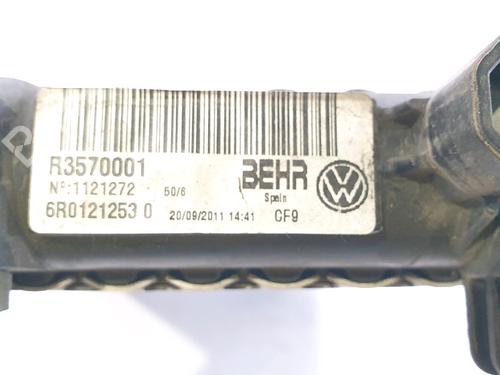 R3570001
Nº:1121272 50/6
6R0121253 0
BEHR
Spain
20/09/2011 14:41 CF9